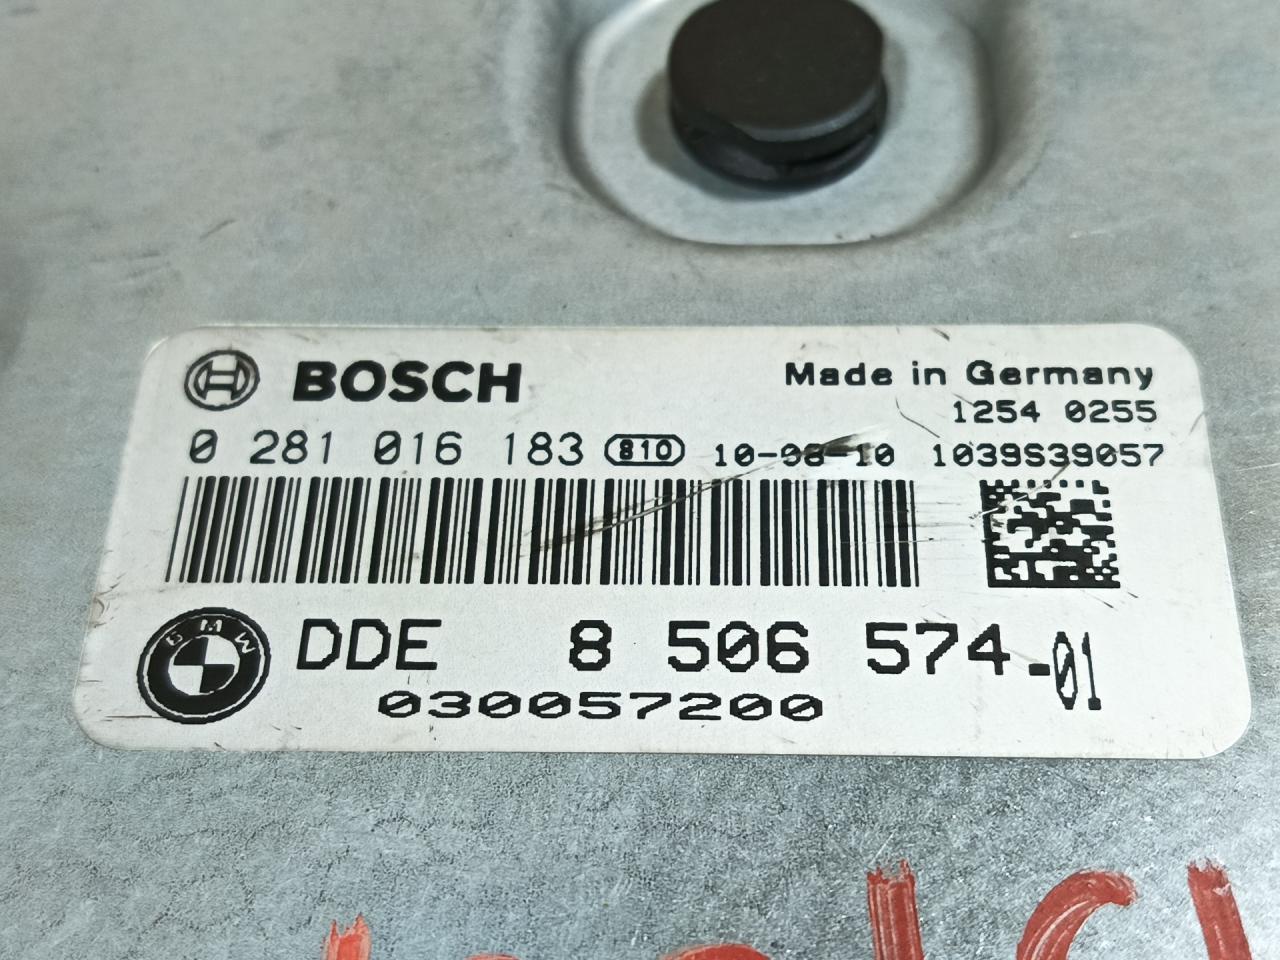 BOSCH
Made in Germany
1254 0255
0 281 016 183 810 10-08-10 1039S39057
BMW DDE 8 506 574-01
030057200